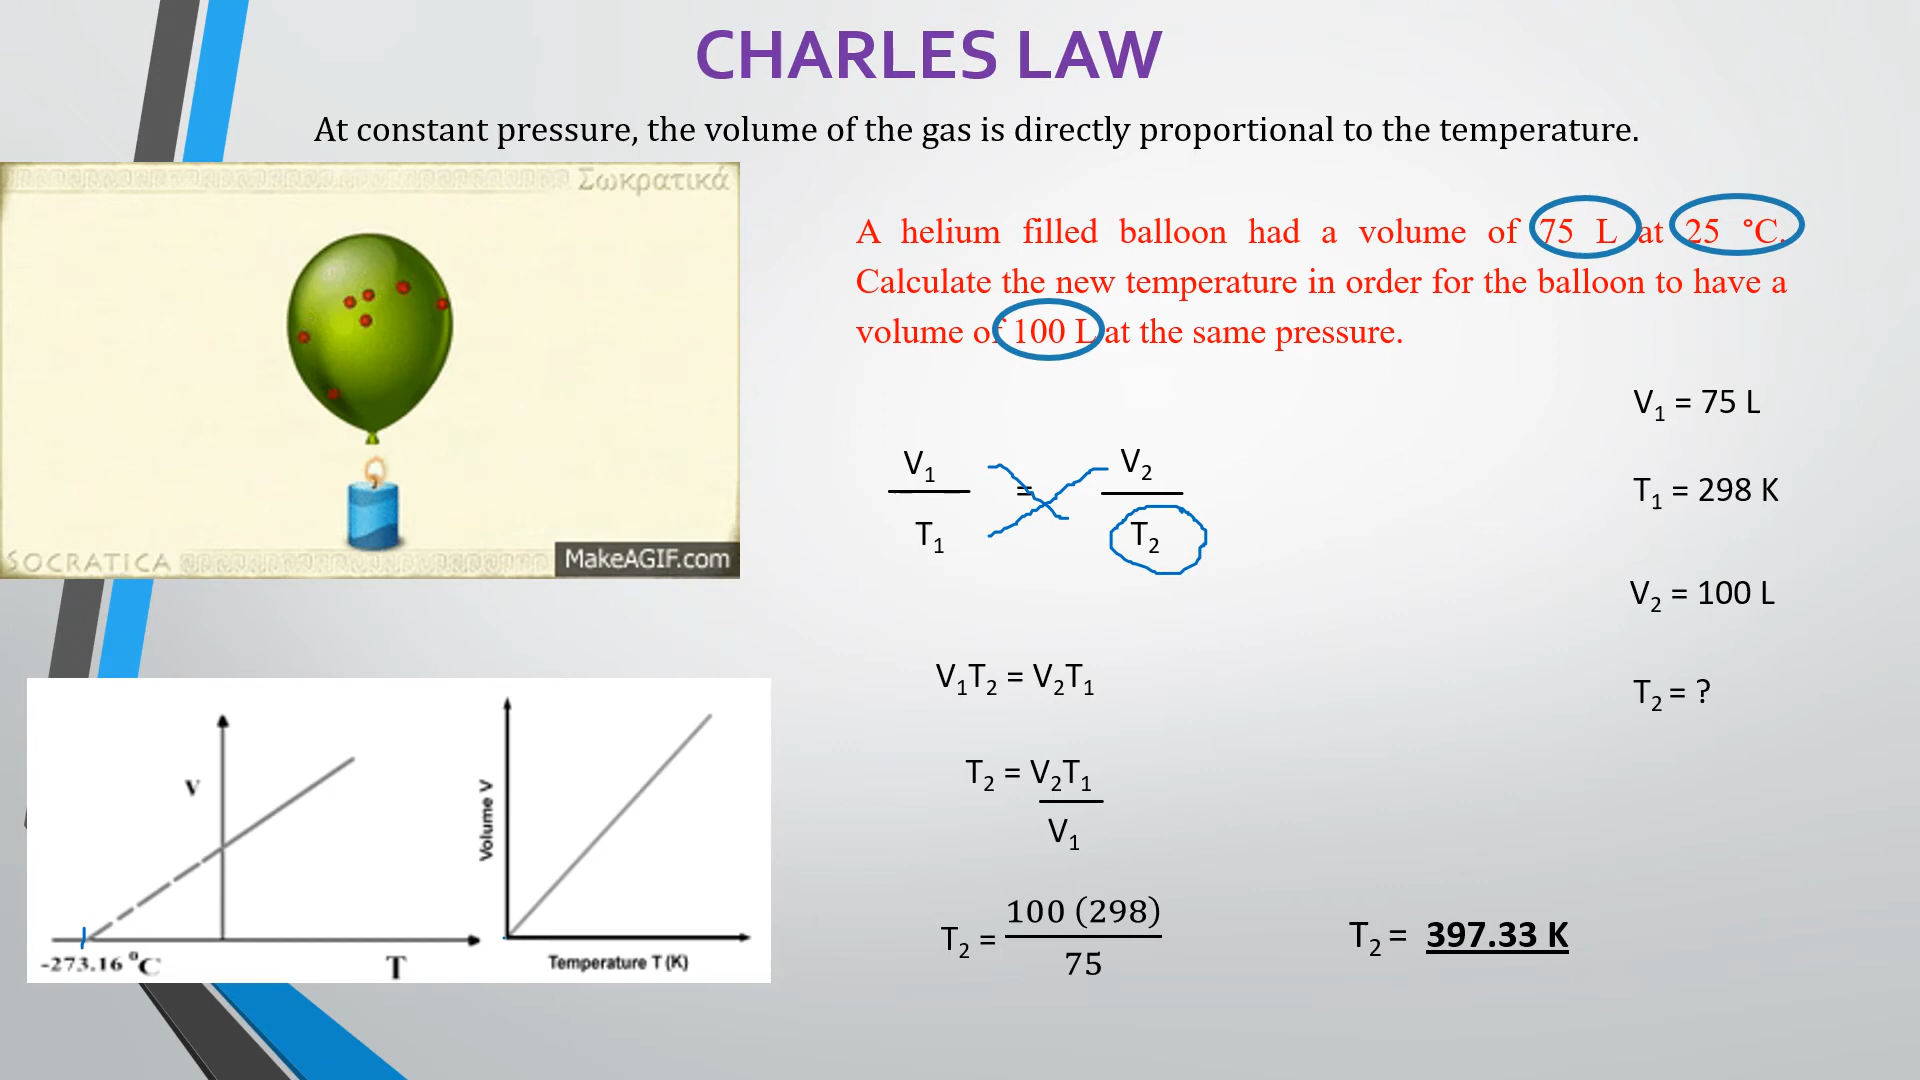 CHARLES LAW
At constant pressure, the volume of the gas is directly proportional to the temperature.
Σωκρατικά
SOCRATICA
MakeAGIF.com
A helium filled balloon had a volume of 75 L at 25 °C.
Calculate the new temperature in order for the balloon to have a
volume of 100 L at the same pressure.
V₁ = V₂
T₁ T₂
V₁T₂ = V₂T₁
T₂ = V₂T₁
V₁
T₂ = 100 (298)
75
T₂ = 397.33 K
V₁ = 75 L
T₁ = 298 K
V₂ = 100 L
T₂ = ?
V
-273.16 °C
T
Volume V
Temperature T (K)